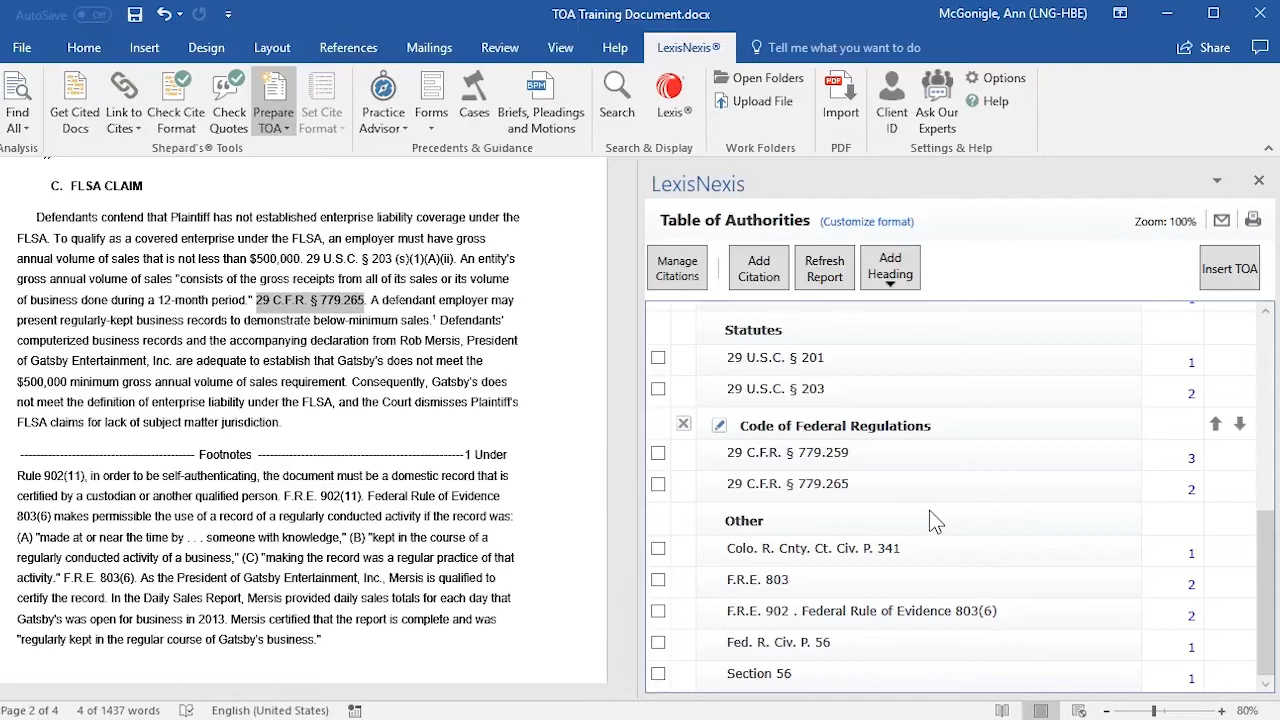 AutoSave Off
TOA Training Document.docx
McGonigle, Ann (LNG-HBE)
File Home Insert Design Layout References Mailings Review View Help LexisNexis® Tell me what you want to do Share
Find All
Get Cited Docs
Link to Cites
Check Cite Format
Check Quotes
Prepare TOA
Set Cite Format
Practice Advisor
Forms
Cases
Briefs, Pleadings and Motions
Search
Lexis®
Open Folders
Upload File
Import
Client ID
Ask Our Experts
Options
Help
Analysis Shepard's® Tools Precedents & Guidance Search & Display Work Folders PDF Settings & Help
C. FLSA CLAIM
Defendants contend that Plaintiff has not established enterprise liability coverage under the
FLSA. To qualify as a covered enterprise under the FLSA, an employer must have gross
annual volume of sales that is not less than $500,000. 29 U.S.C. § 203 (s)(1)(A)(ii). An entity's
gross annual volume of sales "consists of the gross receipts from all of its sales or its volume
of business done during a 12-month period." 29 C.F.R. § 779.265. A defendant employer may
present regularly-kept business records to demonstrate below-minimum sales.¹ Defendants'
computerized business records and the accompanying declaration from Rob Mersis, President
of Gatsby Entertainment, Inc. are adequate to establish that Gatsby's does not meet the
$500,000 minimum gross annual volume of sales requirement. Consequently, Gatsby's does
not meet the definition of enterprise liability under the FLSA, and the Court dismisses Plaintiff's
FLSA claims for lack of subject matter jurisdiction.
------------------------------------------ Footnotes --------------------------------------------------1 Under
Rule 902(11), in order to be self-authenticating, the document must be a domestic record that is
certified by a custodian or another qualified person. F.R.E. 902(11). Federal Rule of Evidence
803(6) makes permissible the use of a record of a regularly conducted activity if the record was:
(A) "made at or near the time by . . . someone with knowledge," (B) "kept in the course of a
regularly conducted activity of a business," (C) "making the record was a regular practice of that
activity." F.R.E. 803(6). As the President of Gatsby Entertainment, Inc., Mersis is qualified to
certify the record. In the Daily Sales Report, Mersis provided daily sales totals for each day that
Gatsby's was open for business in 2013. Mersis certified that the report is complete and was
"regularly kept in the regular course of Gatsby's business."
LexisNexis
Table of Authorities (Customize format) Zoom: 100%
Manage Citations
Add Citation
Refresh Report
Add Heading
Insert TOA
Statutes
29 U.S.C. § 201 1
29 U.S.C. § 203 2
Code of Federal Regulations
29 C.F.R. § 779.259 3
29 C.F.R. § 779.265 2
Other
Colo. R. Cnty. Ct. Civ. P. 341 1
F.R.E. 803 2
F.R.E. 902 . Federal Rule of Evidence 803(6) 2
Fed. R. Civ. P. 56 1
Section 56 1
Page 2 of 4 4 of 1437 words English (United States) 80%